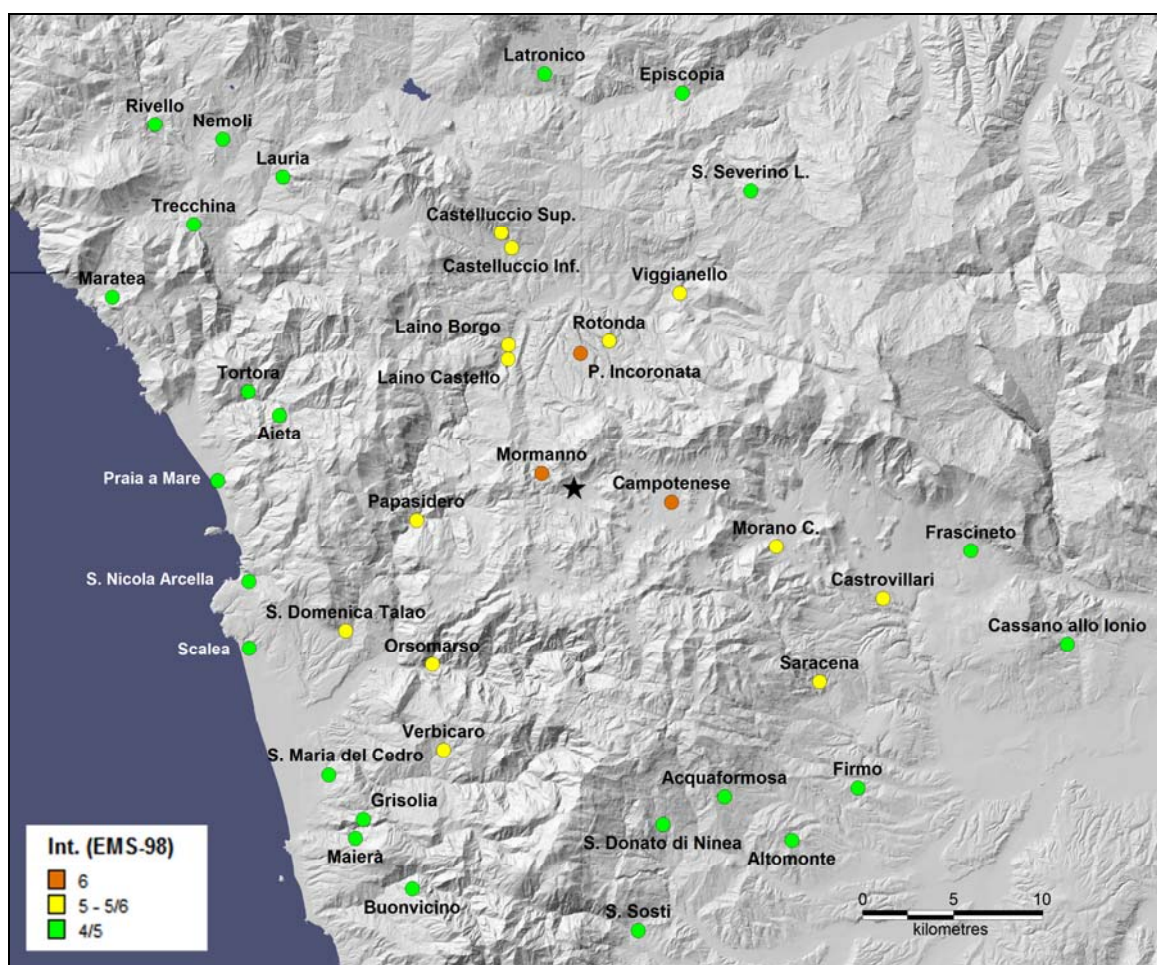 Latronico
Episcopia
Rivello
Nemoli
Lauria
S. Severino L.
Trecchina
Castelluccio Sup.
Castelluccio Inf.
Maratea
Viggianello
Laino Borgo
Rotonda
Laino Castello
P. Incoronata
Tortora
Aieta
Mormanno
Praia a Mare
Campotenese
Papasidero
Morano C.
Frascineto
S. Nicola Arcella
Castrovillari
S. Domenica Talao
Cassano allo Ionio
Scalea
Orsomarso
Saracena
Verbicaro
S. Maria del Cedro
Acquaformosa
Firmo
Grisolia
S. Donato di Ninea
Maierà
Altomonte
Buonvicino
S. Sosti
Int. (EMS-98)
6
5 - 5/6
4/5
0 5 10
kilometres